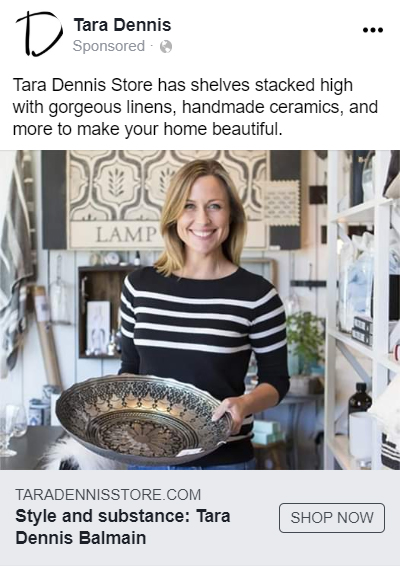 Tara Dennis
Sponsored ·
Tara Dennis Store has shelves stacked high
with gorgeous linens, handmade ceramics, and
more to make your home beautiful.
LAMP
TARADENNISSTORE.COM
Style and substance: Tara
Dennis Balmain
SHOP NOW